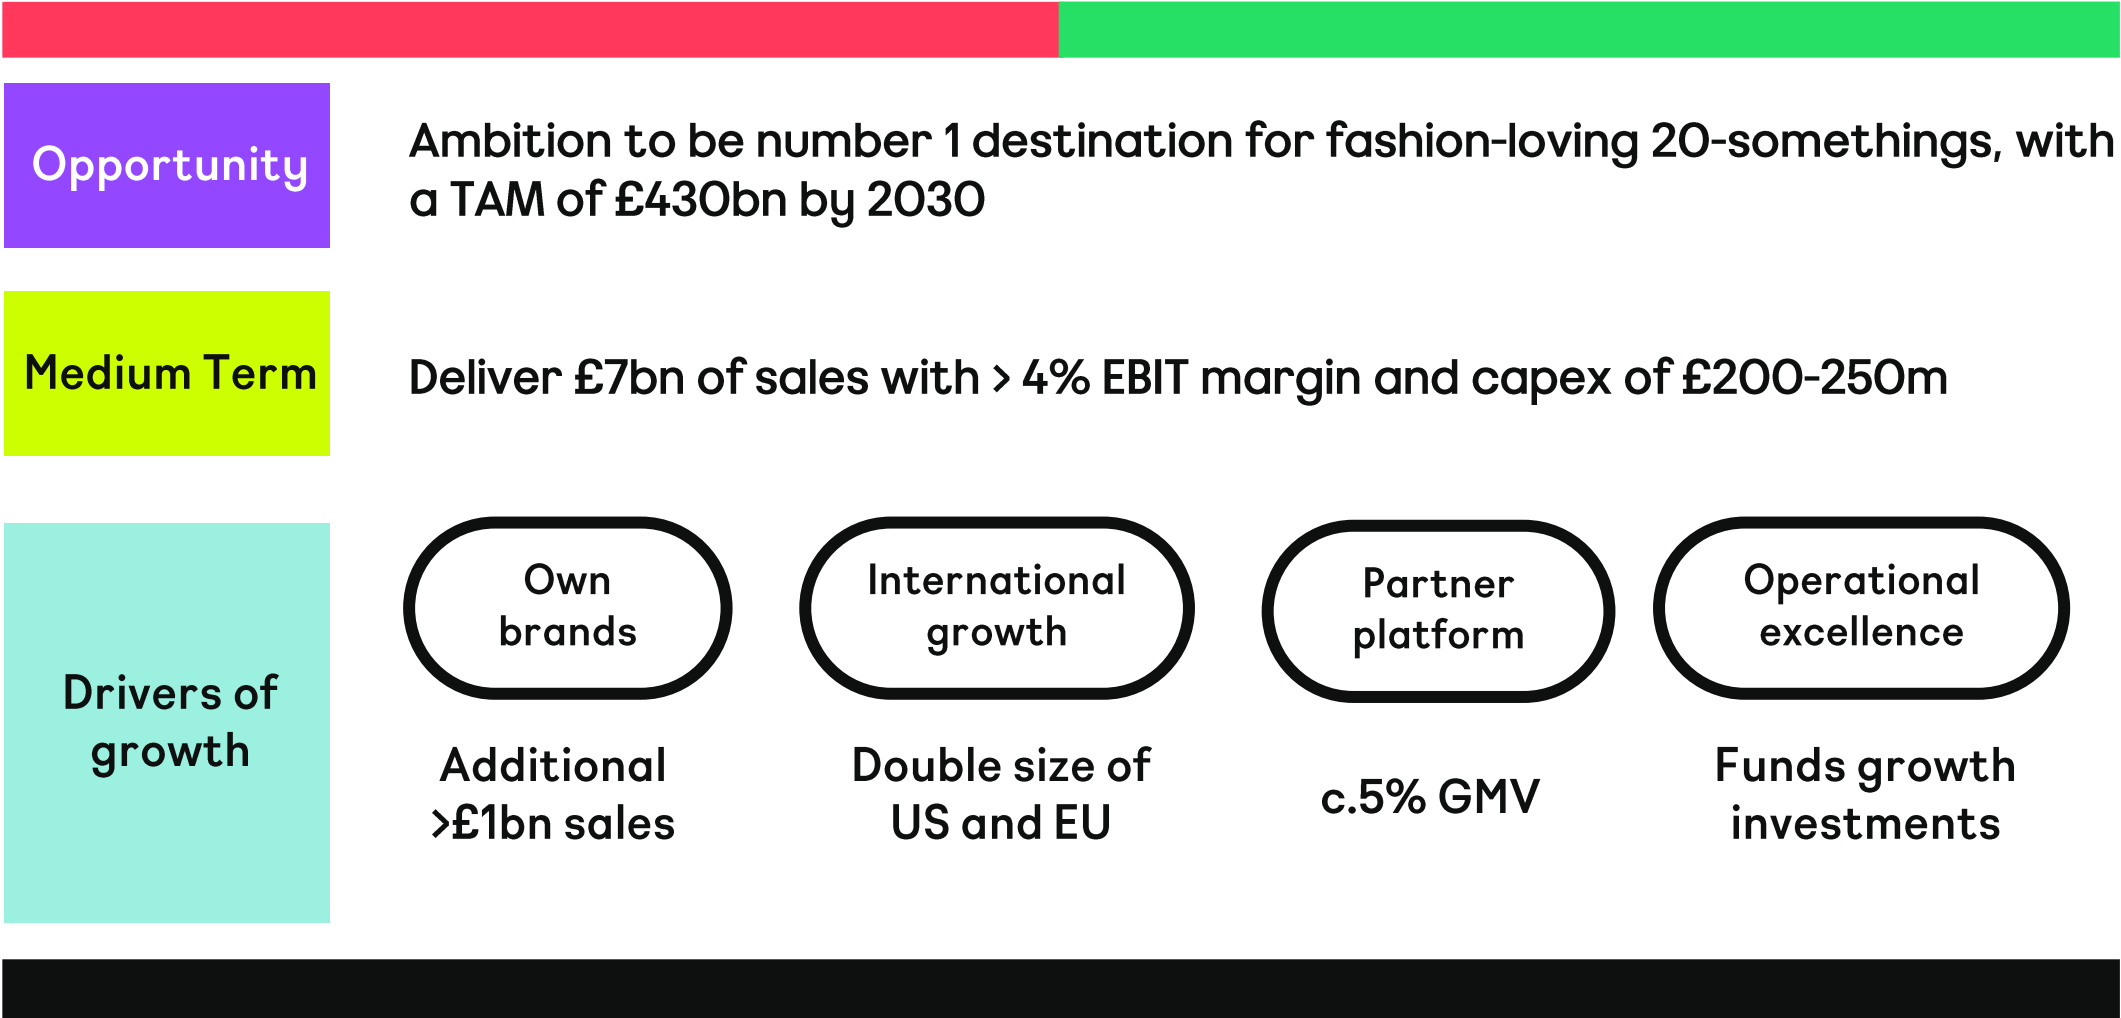 Opportunity
Ambition to be number 1 destination for fashion-loving 20-somethings, with
a TAM of £430bn by 2030
Medium Term
Deliver £7bn of sales with > 4% EBIT margin and capex of £200-250m
Drivers of
growth
Own
brands
Additional
>£1bn sales
International
growth
Double size of
US and EU
Partner
platform
c.5% GMV
Operational
excellence
Funds growth
investments